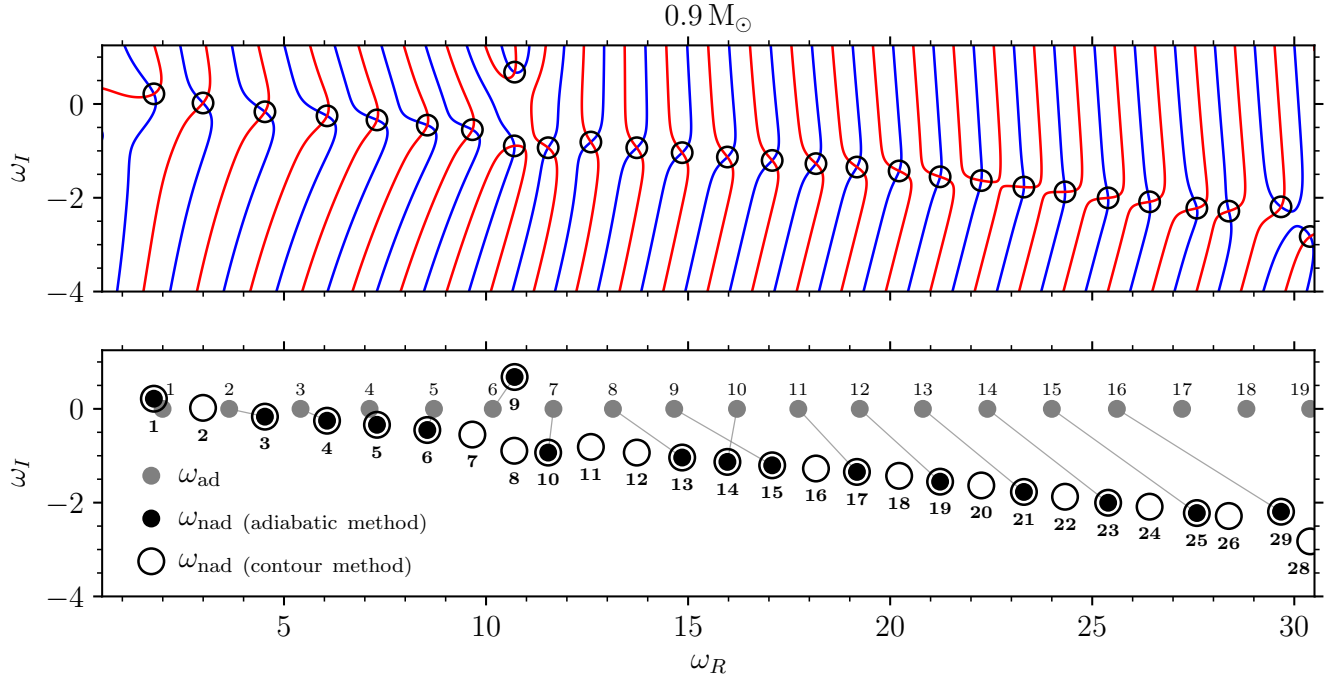 0.9 M⊙
0
−2
−4
ω_I
1 2 3 4 5 6 7 8 9 10 11 12 13 14 15 16 17 18 19
0
−2
−4
ω_I
1 2 3 4 5 6 7 8 9 10 11 12 13 14 15 16 17 18 19 20 21 22 23 24 25 26 29 28
ω_ad
ω_nad (adiabatic method)
ω_nad (contour method)
5 10 15 20 25 30
ω_R